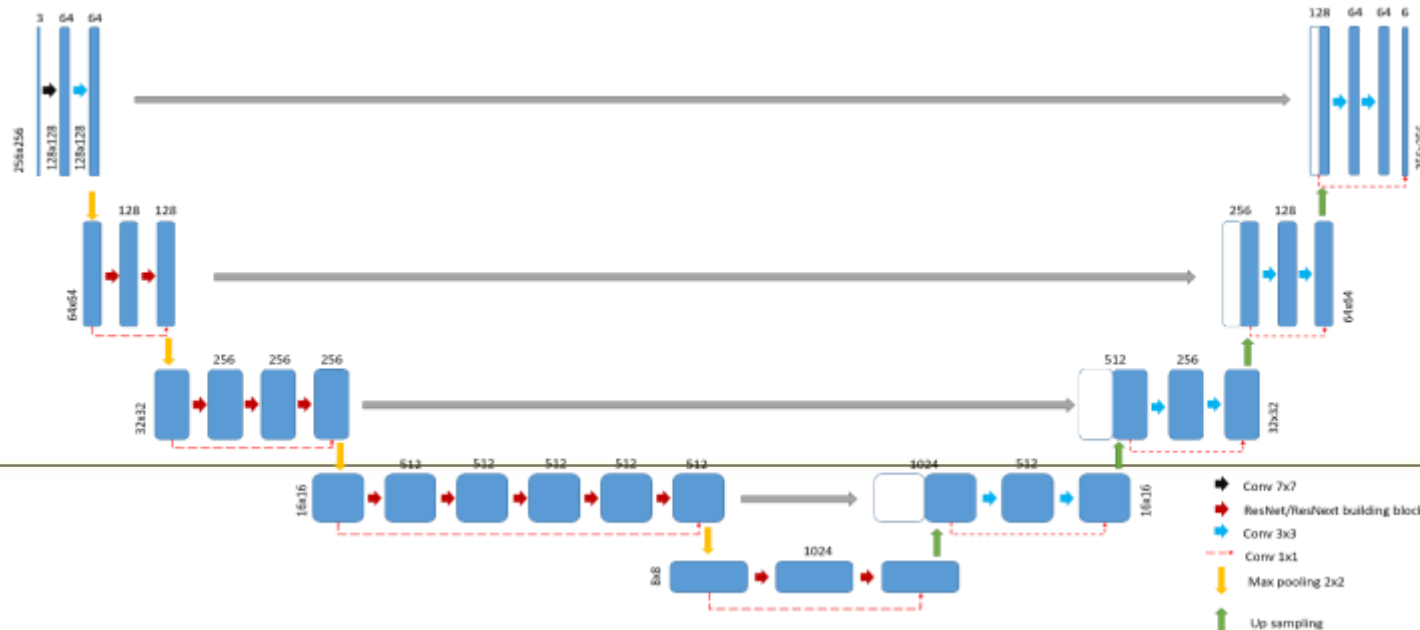 3 64 64
128 64 64 6
256x256
128x128
128x128
128 128
256 128
64x64
64x64
256 256 256
512 256
32x32
32x32
512 512 512 512 512
1024 512
16x16
16x16
1024
8x8
Conv 7x7
ResNet/ResNext building block
Conv 3x3
Conv 1x1
Max pooling 2x2
Up sampling